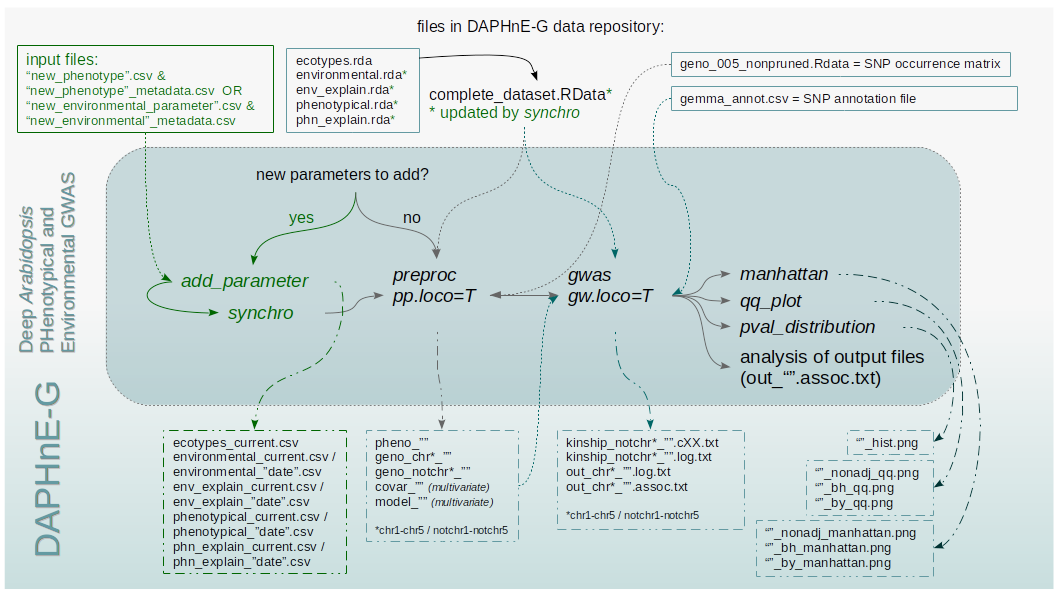 files in DAPHnE-G data repository:
input files:
“new_phenotype”.csv &
“new_phenotype”_metadata.csv OR
“new_environmental_parameter”.csv &
“new_environmental”_metadata.csv
ecotypes.rda
environmental.rda*
env_explain.rda*
phenotypical.rda*
phn_explain.rda*
complete_dataset.RData*
* updated by synchro
geno_005_nonpruned.Rdata = SNP occurrence matrix
gemma_annot.csv = SNP annotation file
DAPHnE-G
Deep Arabidopsis
PHenotypical and
Environmental GWAS
new parameters to add?
yes
no
add_parameter
synchro
preproc
pp.loco=T
gwas
gw.loco=T
manhattan
qq_plot
pval_distribution
analysis of output files
(out_“”.assoc.txt)
ecotypes_current.csv
environmental_current.csv /
environmental_”date”.csv
env_explain_current.csv /
env_explain_”date”.csv
phenotypical_current.csv /
phenotypical_”date”.csv
phn_explain_current.csv /
phn_explain_”date”.csv
pheno_””
geno_chr*_””
geno_notchr*_””
covar_”” (multivariate)
model_”” (multivariate)
*chr1-chr5 / notchr1-notchr5
kinship_notchr*_””.cXX.txt
kinship_notchr*_””.log.txt
out_chr*_””.log.txt
out_chr*_””.assoc.txt
*chr1-chr5 / notchr1-notchr5
“”_hist.png
“”_nonadj_qq.png
“”_bh_qq.png
“”_by_qq.png
“”_nonadj_manhattan.png
“”_bh_manhattan.png
“”_by_manhattan.png